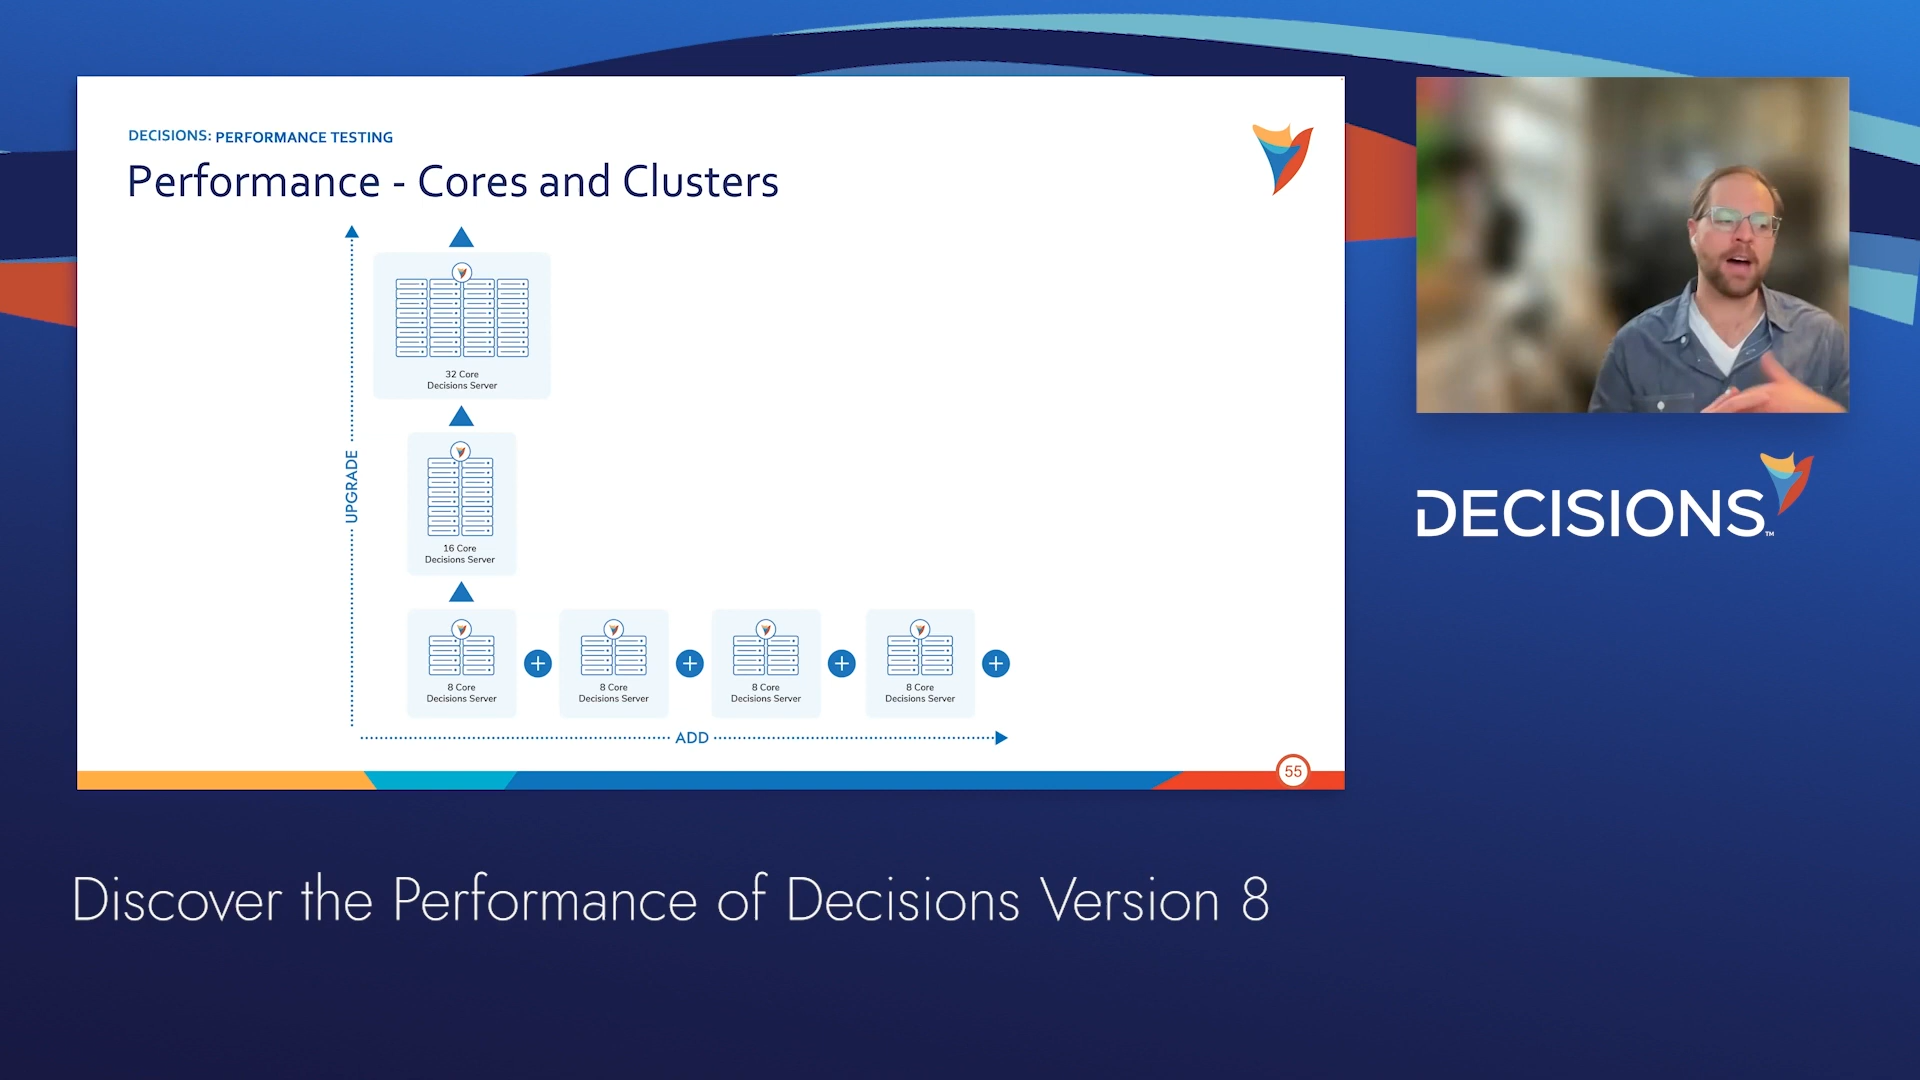 DECISIONS: PERFORMANCE TESTING
Performance - Cores and Clusters
UPGRADE
32 Core
Decisions Server
16 Core
Decisions Server
8 Core
Decisions Server
8 Core
Decisions Server
8 Core
Decisions Server
8 Core
Decisions Server
ADD
55
DECISIONS™
Discover the Performance of Decisions Version 8